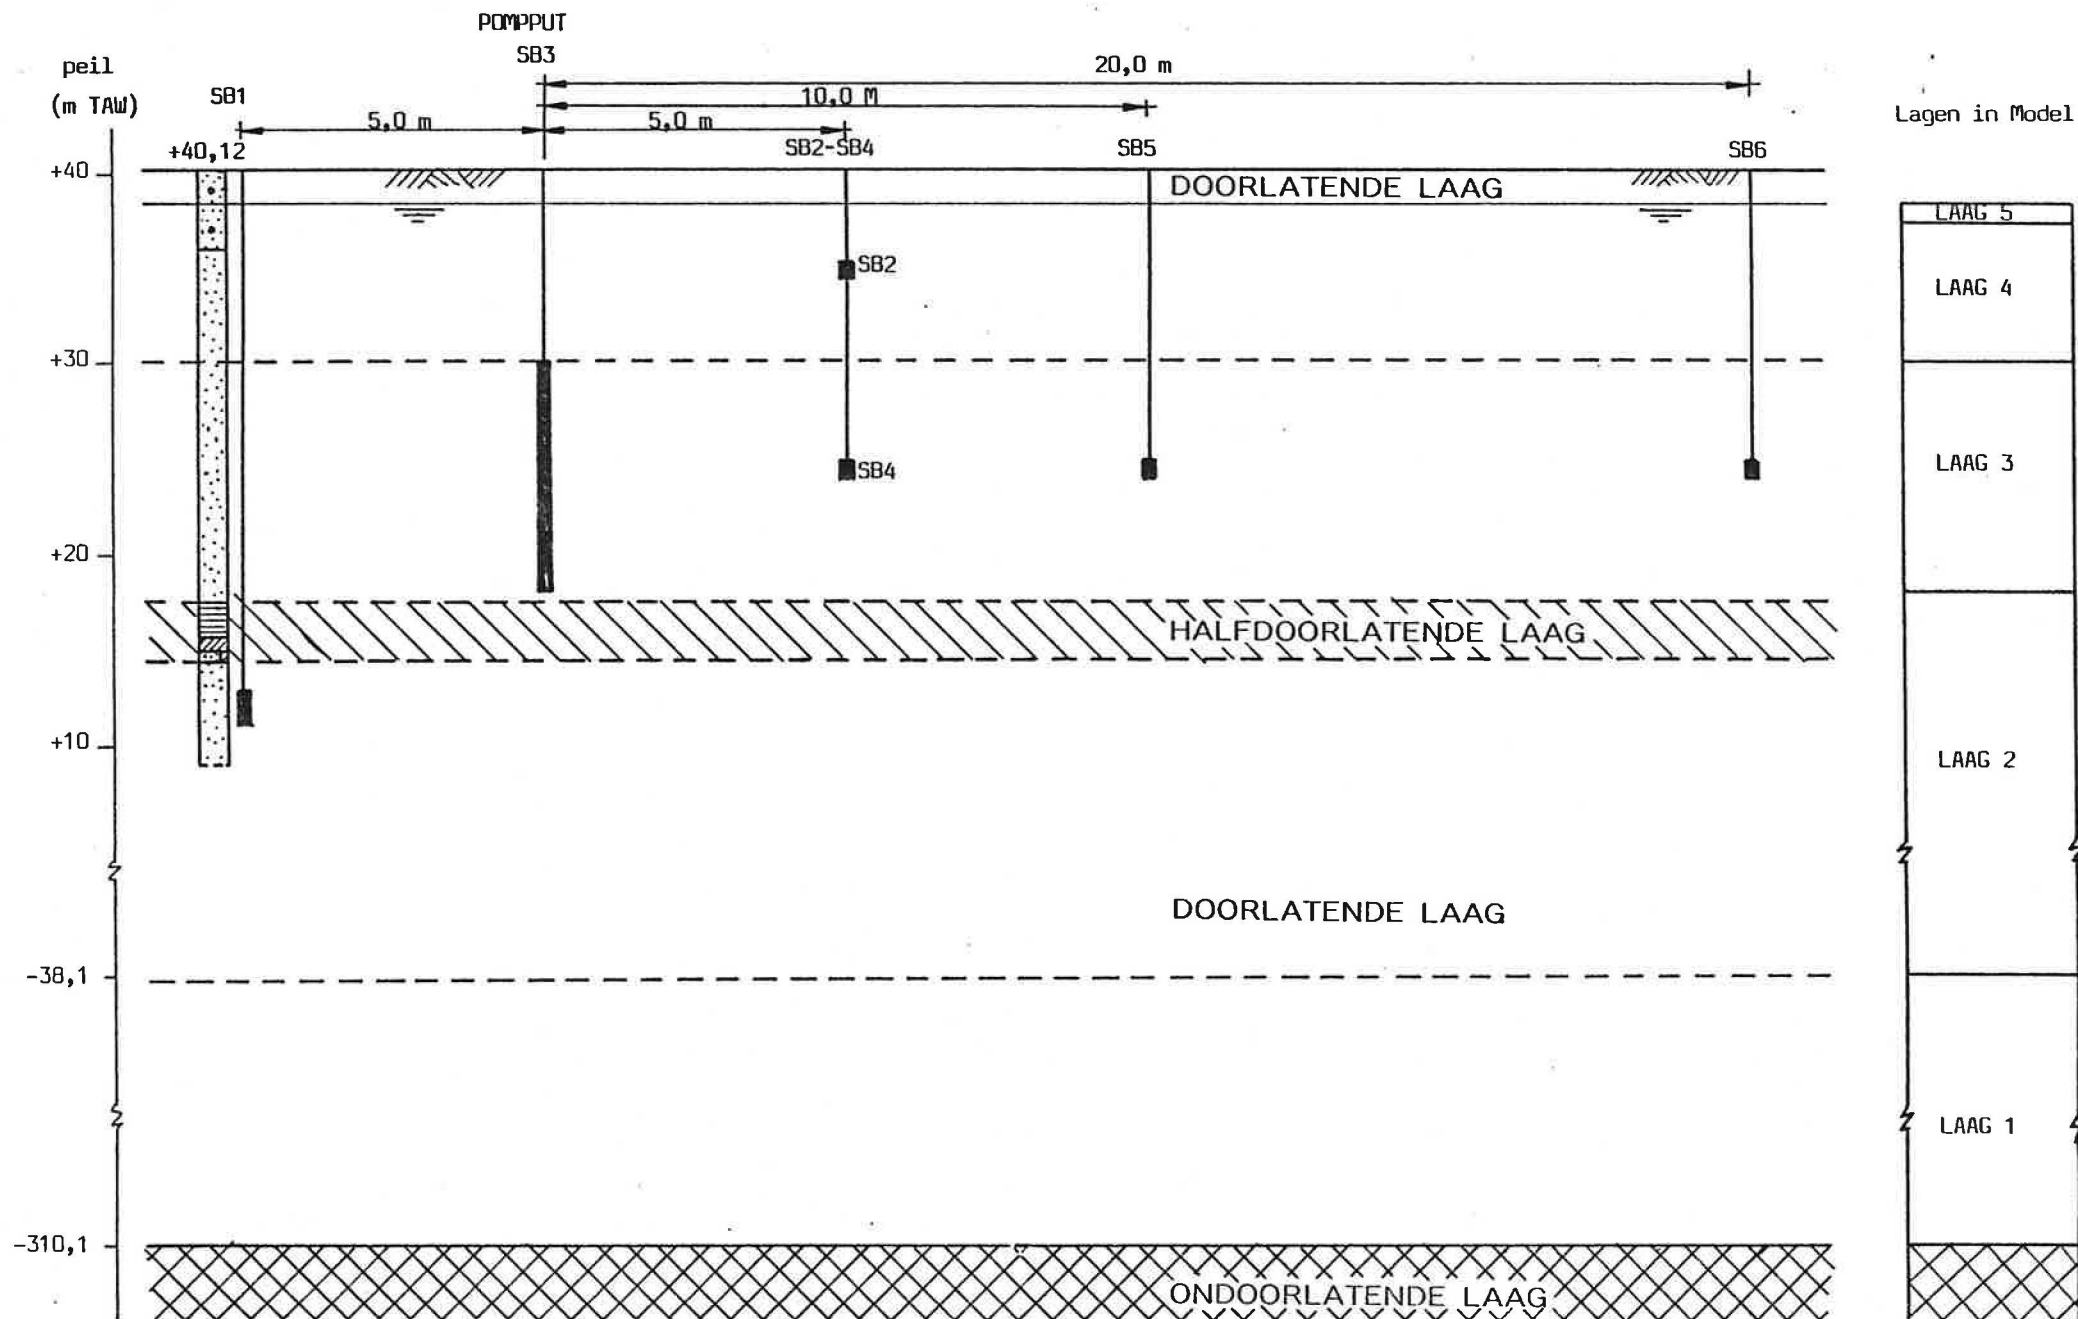 POMPPUT
SB3
peil
(m TAW)
SB1
20,0 m
10,0 M
5,0 m
5,0 m
Lagen in Model
+40,12
SB2-SB4
SB5
SB6
+40
DOORLATENDE LAAG
LAAG 5
SB2
LAAG 4
+30
SB4
LAAG 3
+20
HALFDOORLATENDE LAAG
+10
LAAG 2
DOORLATENDE LAAG
-38,1
LAAG 1
-310,1
ONDOORLATENDE LAAG